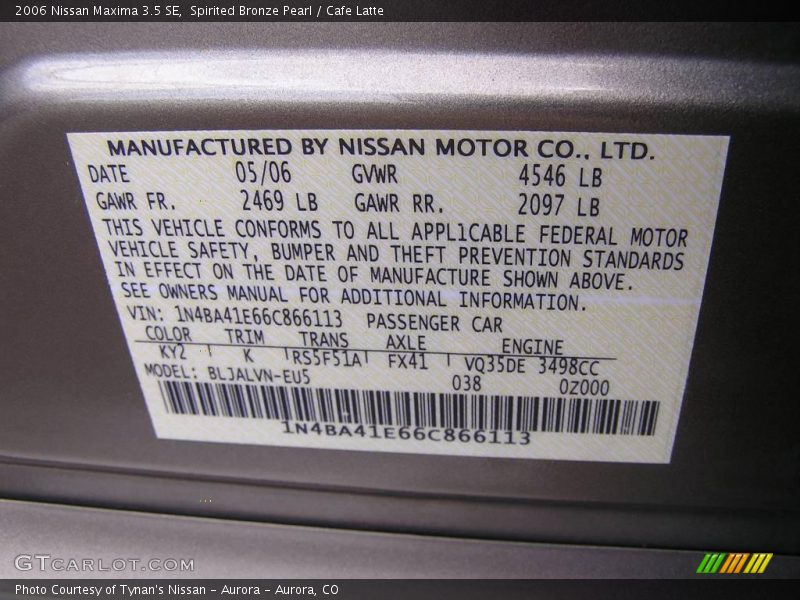 2006 Nissan Maxima 3.5 SE, Spirited Bronze Pearl / Cafe Latte
MANUFACTURED BY NISSAN MOTOR CO., LTD.
DATE 05/06 GVWR 4546 LB
GAWR FR. 2469 LB GAWR RR. 2097 LB
THIS VEHICLE CONFORMS TO ALL APPLICABLE FEDERAL MOTOR
VEHICLE SAFETY, BUMPER AND THEFT PREVENTION STANDARDS
IN EFFECT ON THE DATE OF MANUFACTURE SHOWN ABOVE.
SEE OWNERS MANUAL FOR ADDITIONAL INFORMATION.
VIN: 1N4BA41E66C866113 PASSENGER CAR
COLOR TRIM TRANS AXLE ENGINE
KY2 K RS5F51A FX41 VQ35DE 3498CC
MODEL: BLJALVN-EU5 038 0Z000
1N4BA41E66C866113
GTCARLOT.COM
Photo Courtesy of Tynan's Nissan - Aurora - Aurora, CO